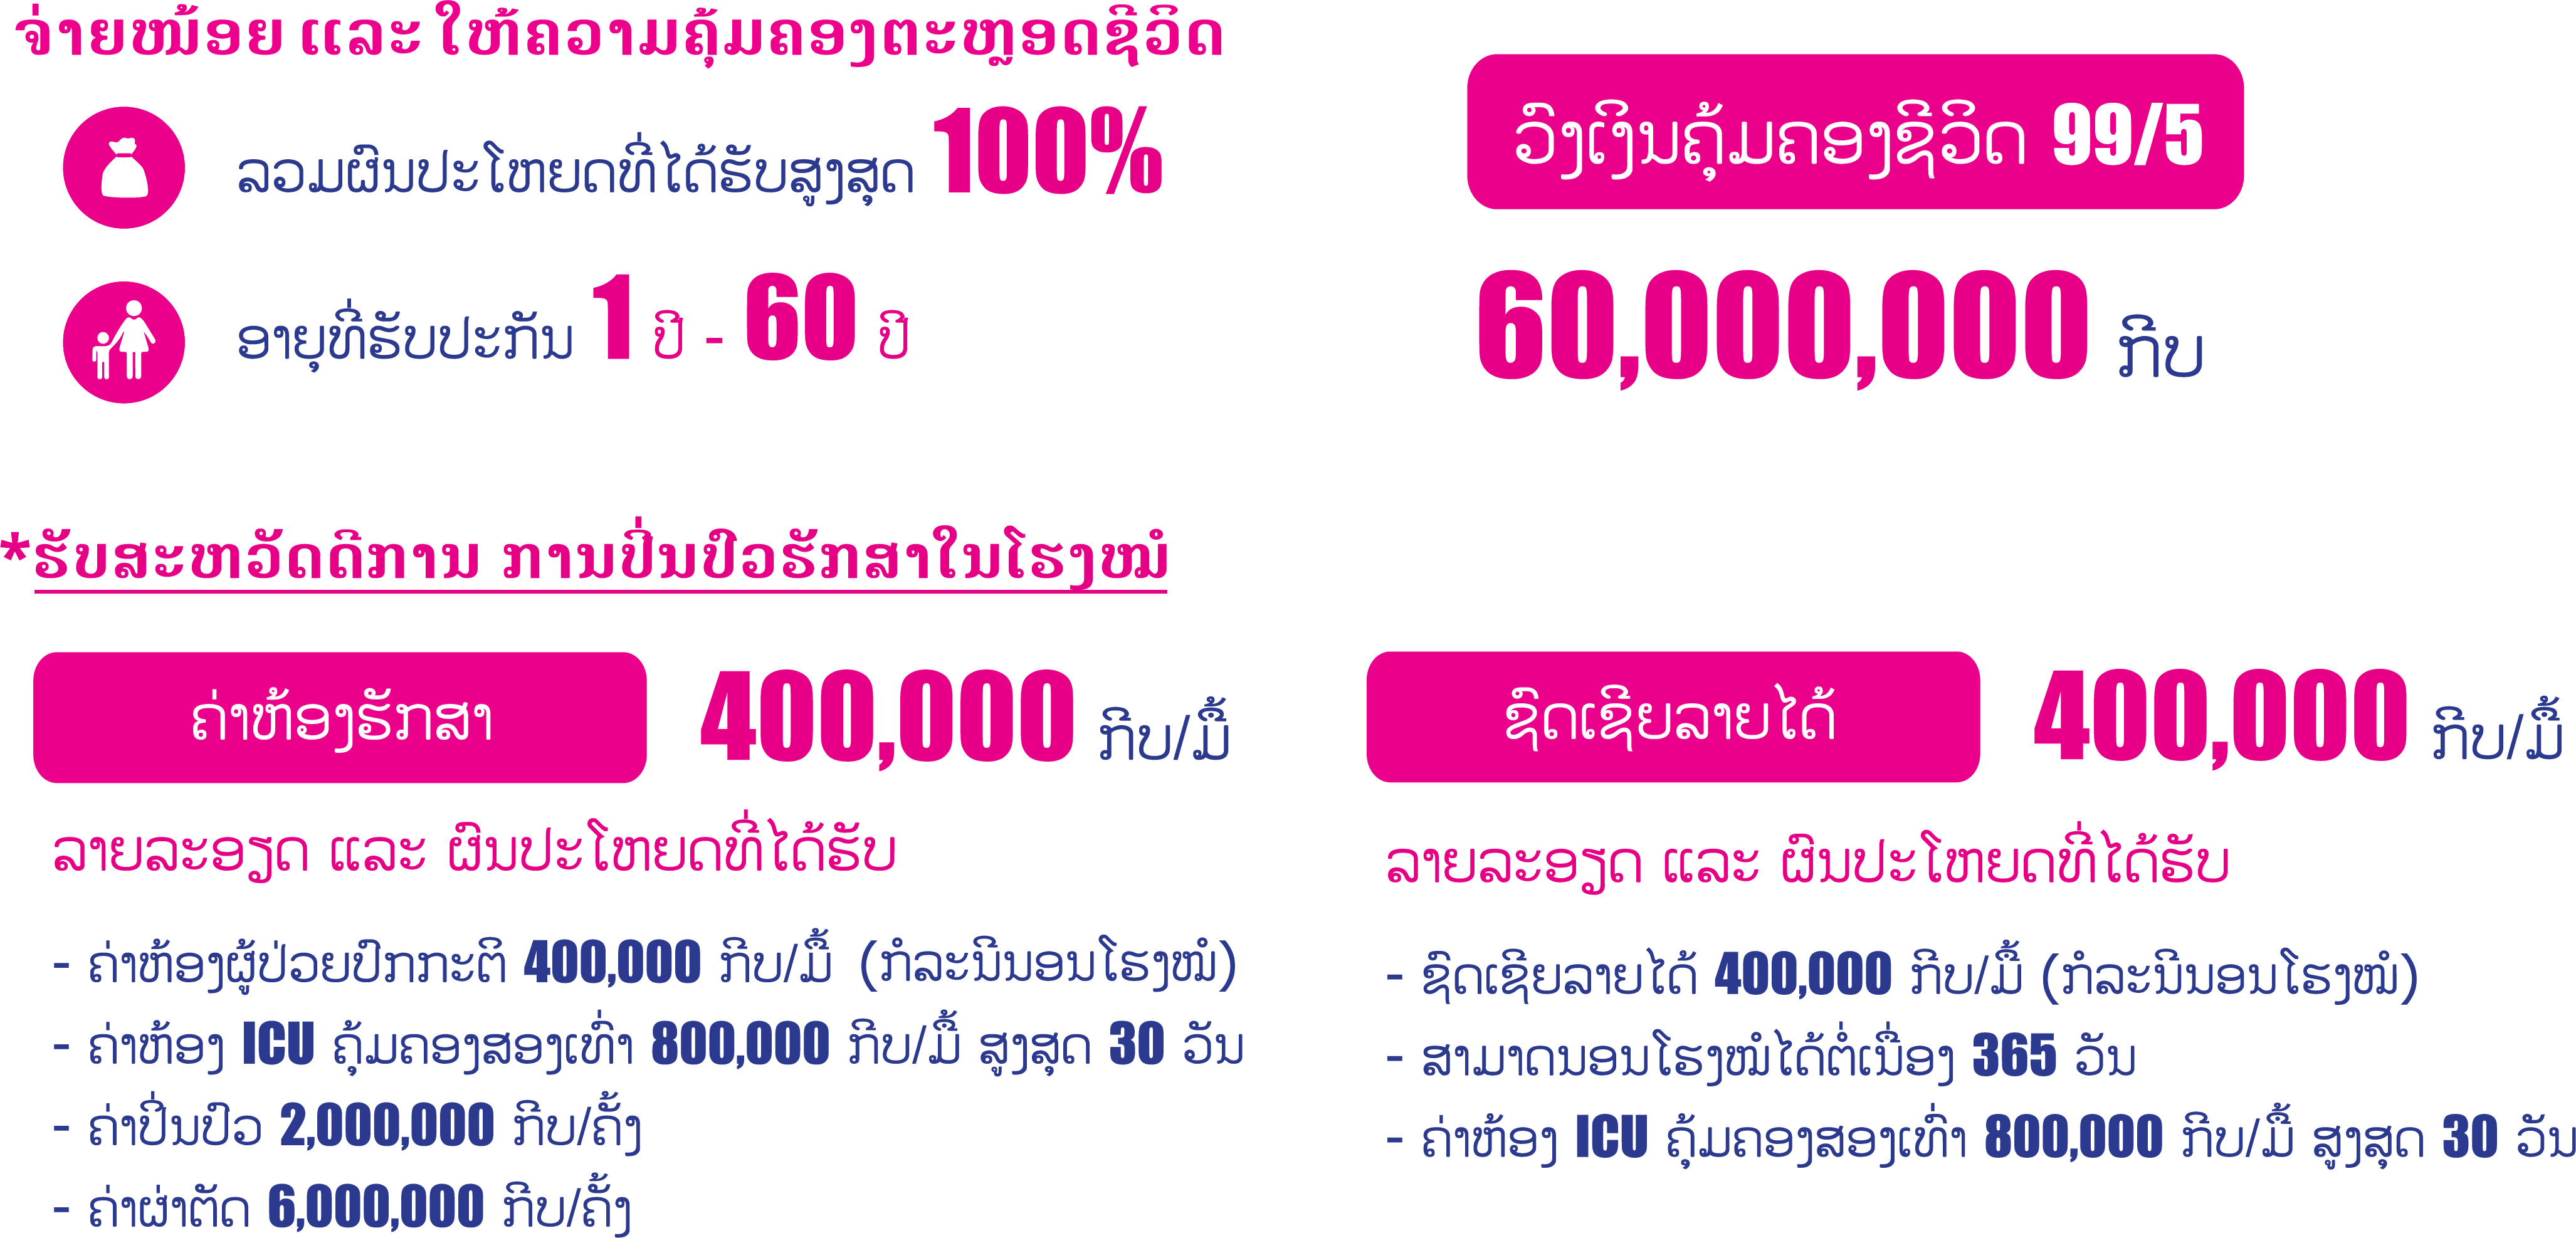 ຈ່າຍໜ້ອຍ ແລະ ໃຫ້ຄວາມຄຸ້ມຄອງຕະຫຼອດຊີວິດ
ລວມຜົນປະໂຫຍດທີ່ໄດ້ຮັບສູງສຸດ 100%
ອາຍຸທີ່ຮັບປະກັນ 1 ປີ - 60 ປີ
ວົງເງິນຄຸ້ມຄອງຊີວິດ 99/5
60,000,000 ກີບ
*ຮັບສະຫວັດດີການ ການປິ່ນປົວຮັກສາໃນໂຮງໝໍ
ຄ່າຫ້ອງຮັກສາ 400,000 ກີບ/ມື້
ລາຍລະອຽດ ແລະ ຜົນປະໂຫຍດທີ່ໄດ້ຮັບ
- ຄ່າຫ້ອງຜູ້ປ່ວຍປົກກະຕິ 400,000 ກີບ/ມື້ (ກໍລະນີນອນໂຮງໝໍ)
- ຄ່າຫ້ອງ ICU ຄຸ້ມຄອງສອງເທົ່າ 800,000 ກີບ/ມື້ ສູງສຸດ 30 ວັນ
- ຄ່າປິ່ນປົວ 2,000,000 ກີບ/ຄັ້ງ
- ຄ່າຜ່າຕັດ 6,000,000 ກີບ/ຄັ້ງ
ຊົດເຊີຍລາຍໄດ້ 400,000 ກີບ/ມື້
ລາຍລະອຽດ ແລະ ຜົນປະໂຫຍດທີ່ໄດ້ຮັບ
- ຊົດເຊີຍລາຍໄດ້ 400,000 ກີບ/ມື້ (ກໍລະນີນອນໂຮງໝໍ)
- ສາມາດນອນໂຮງໝໍໄດ້ຕໍ່ເນື່ອງ 365 ວັນ
- ຄ່າຫ້ອງ ICU ຄຸ້ມຄອງສອງເທົ່າ 800,000 ກີບ/ມື້ ສູງສຸດ 30 ວັນ